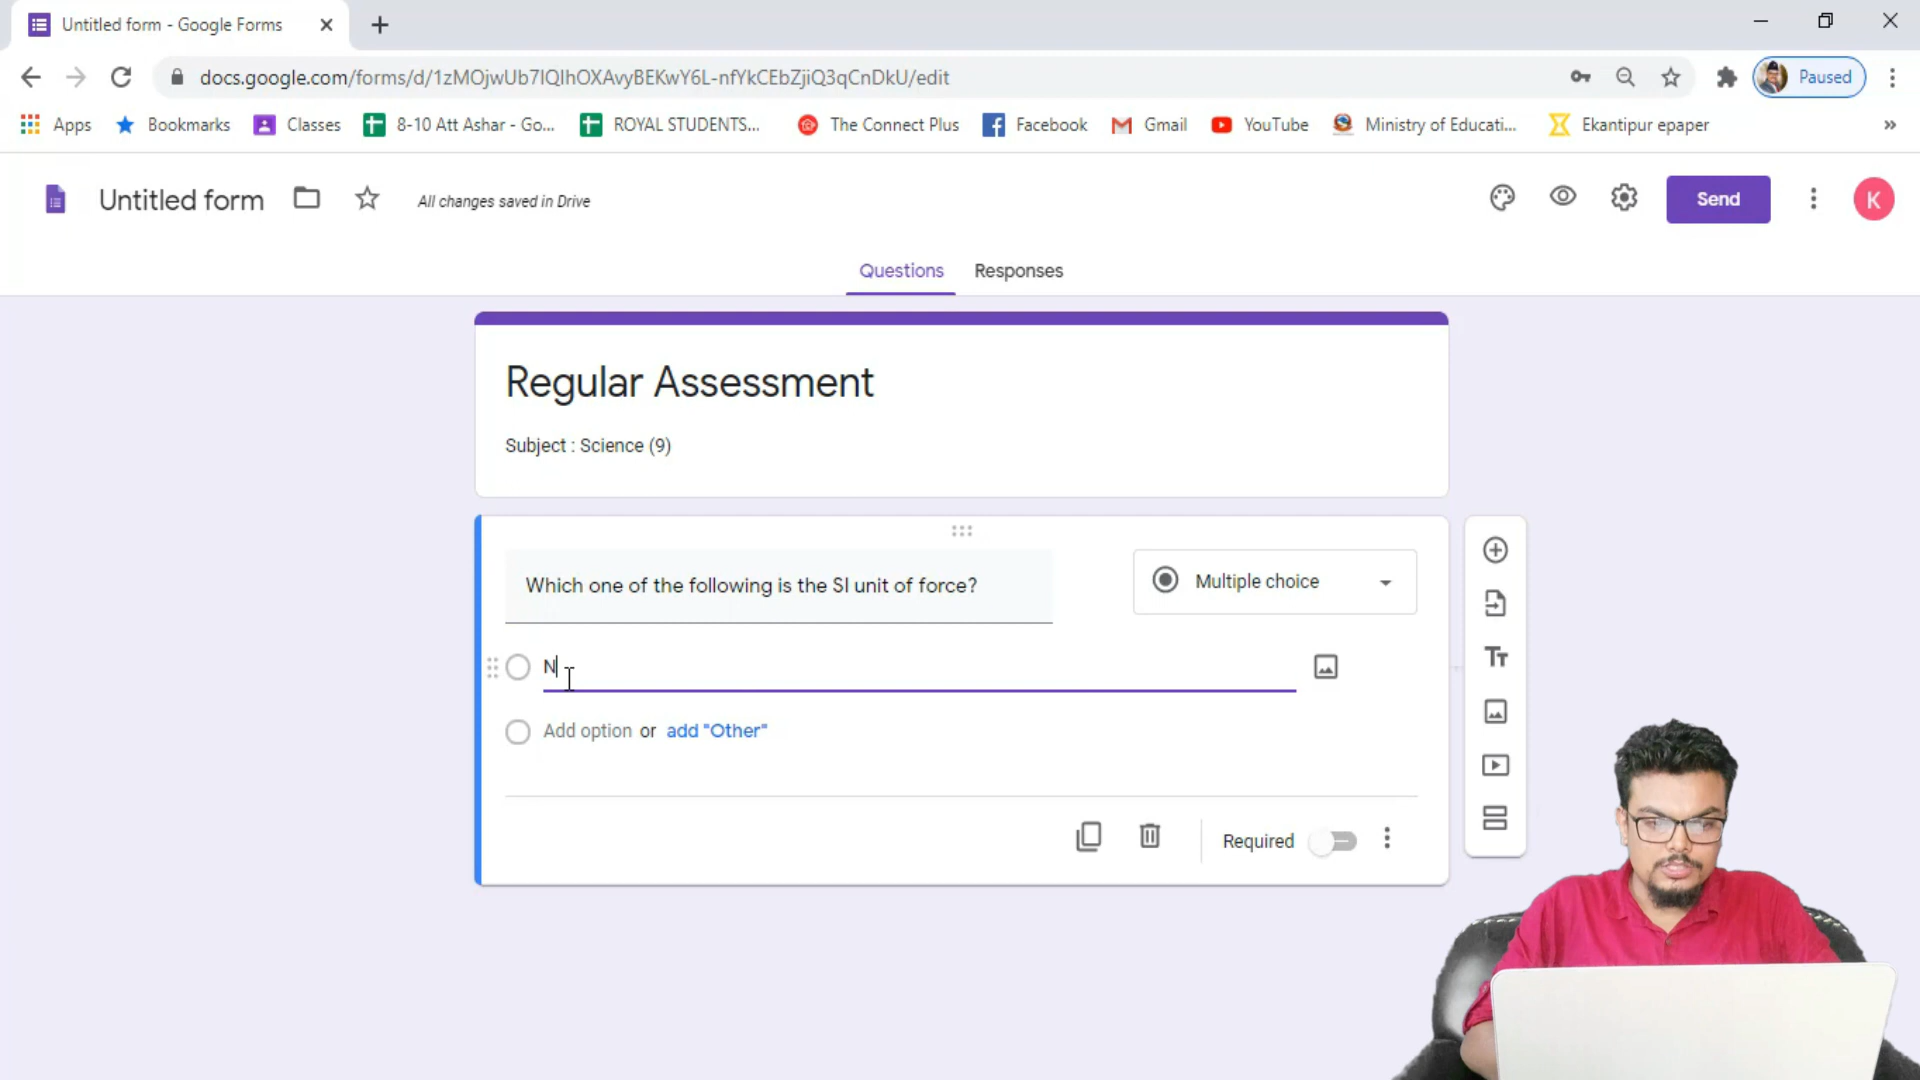 Untitled form - Google Forms
docs.google.com/forms/d/1zMOjwUb7IQIhOXAvyBEKwY6L-nfYkCEbZjiQ3qCnDkU/edit
Paused
Apps Bookmarks Classes 8-10 Att Ashar - Go... ROYAL STUDENTS... The Connect Plus Facebook Gmail YouTube Ministry of Educati... Ekantipur epaper »
Untitled form All changes saved in Drive Send K
Questions Responses
Regular Assessment
Subject : Science (9)
Which one of the following is the SI unit of force? Multiple choice
N
Add option or add "Other"
Required
Tт